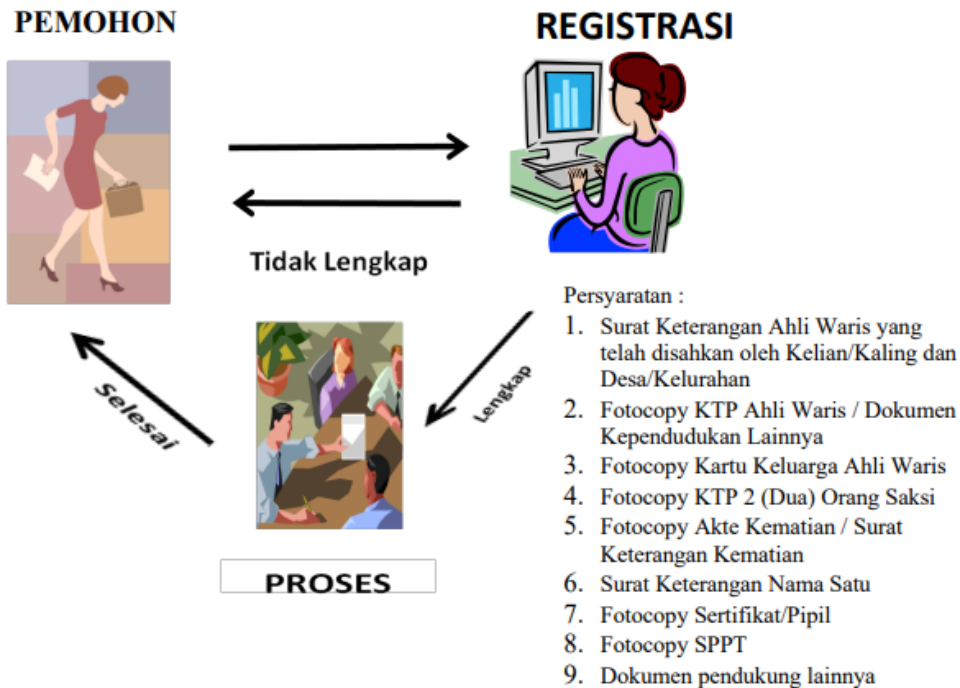 PEMOHON
REGISTRASI
Tidak Lengkap
Persyaratan :
1. Surat Keterangan Ahli Waris yang
telah disahkan oleh Kelian/Kaling dan
Desa/Kelurahan
2. Fotocopy KTP Ahli Waris / Dokumen
Kependudukan Lainnya
3. Fotocopy Kartu Keluarga Ahli Waris
4. Fotocopy KTP 2 (Dua) Orang Saksi
5. Fotocopy Akte Kematian / Surat
Keterangan Kematian
6. Surat Keterangan Nama Satu
7. Fotocopy Sertifikat/Pipil
8. Fotocopy SPPT
9. Dokumen pendukung lainnya
Lengkap
Selesai
PROSES